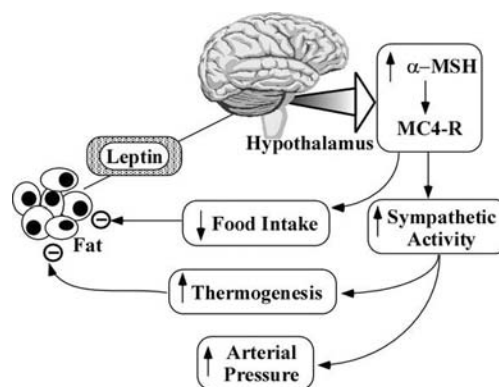 α–MSH
MC4-R
Hypothalamus
Leptin
Fat
Food Intake
Sympathetic
Activity
Thermogenesis
Arterial
Pressure